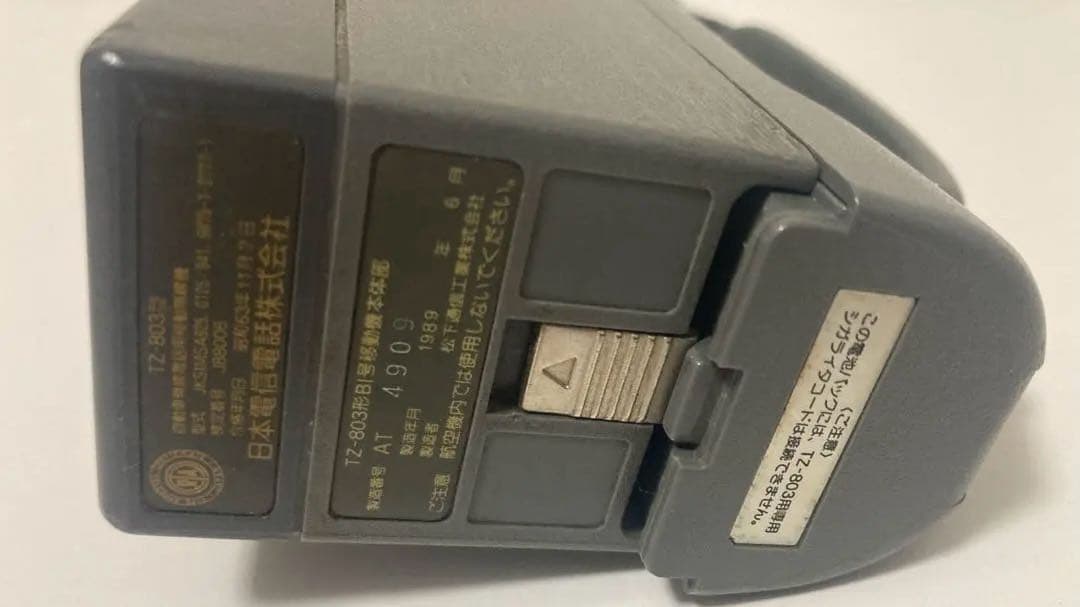 TZ-803型
日本電信電話株式会社
TZ-803形B1号移動機本体部
製造番号 AT 4909
製造年月 1989 年 6 月
製造者 松下通信工業株式会社
ご注意 航空機内では使用しないでください。
(ご注意)
この電池パックには、TZ-803用専用
シガライタコードは接続できません。